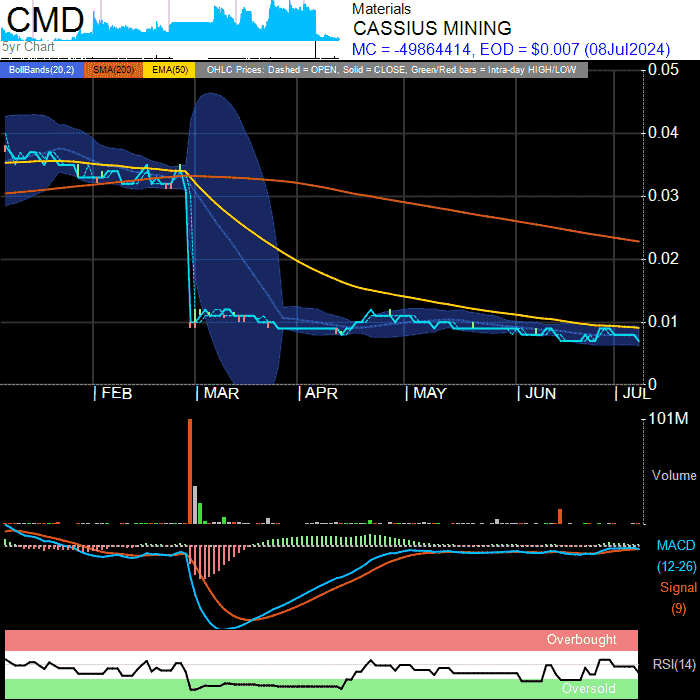 CMD
5yr Chart
Materials
CASSIUS MINING
MC = -49864414, EOD = $0.007 (08Jul2024)
BollBands(20,2) SMA(200) EMA(50) OHLC Prices: Dashed = OPEN, Solid = CLOSE, Green/Red bars = Intra-day HIGH/LOW
0.05
0.04
0.03
0.02
0.01
0
| FEB | MAR | APR | MAY | JUN | JUL
101M
Volume
MACD
(12-26)
Signal
(9)
Overbought
RSI(14)
Oversold